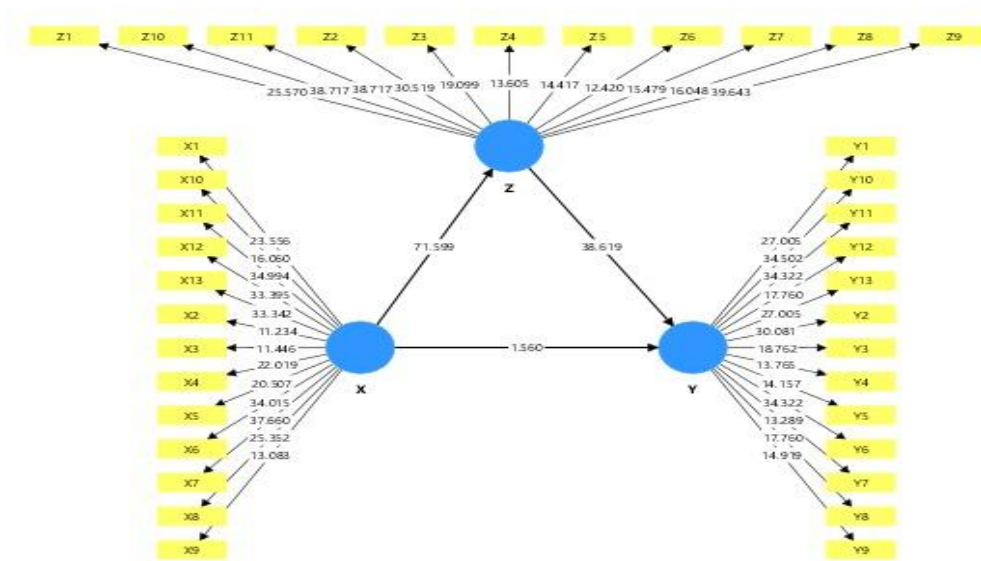 Z1 Z10 Z11 Z2 Z3 Z4 Z5 Z6 Z7 Z8 Z9
25.570 38.717 38.717 30.519 19.099 13.605 14.417 12.420 15.479 16.048 39.643
Z
X1
X10
X11
X12
X13
X2
X3
X4
X5
X6
X7
X8
X9
23.556
16.060
34.994
33.395
33.342
11.234
11.446
22.019
20.507
34.015
37.660
25.352
13.083
X
71.599
38.619
1.560
Y
27.005
34.502
34.322
17.760
27.005
30.081
18.762
13.765
14.157
34.322
13.289
17.760
14.919
Y1
Y10
Y11
Y12
Y13
Y2
Y3
Y4
Y5
Y6
Y7
Y8
Y9